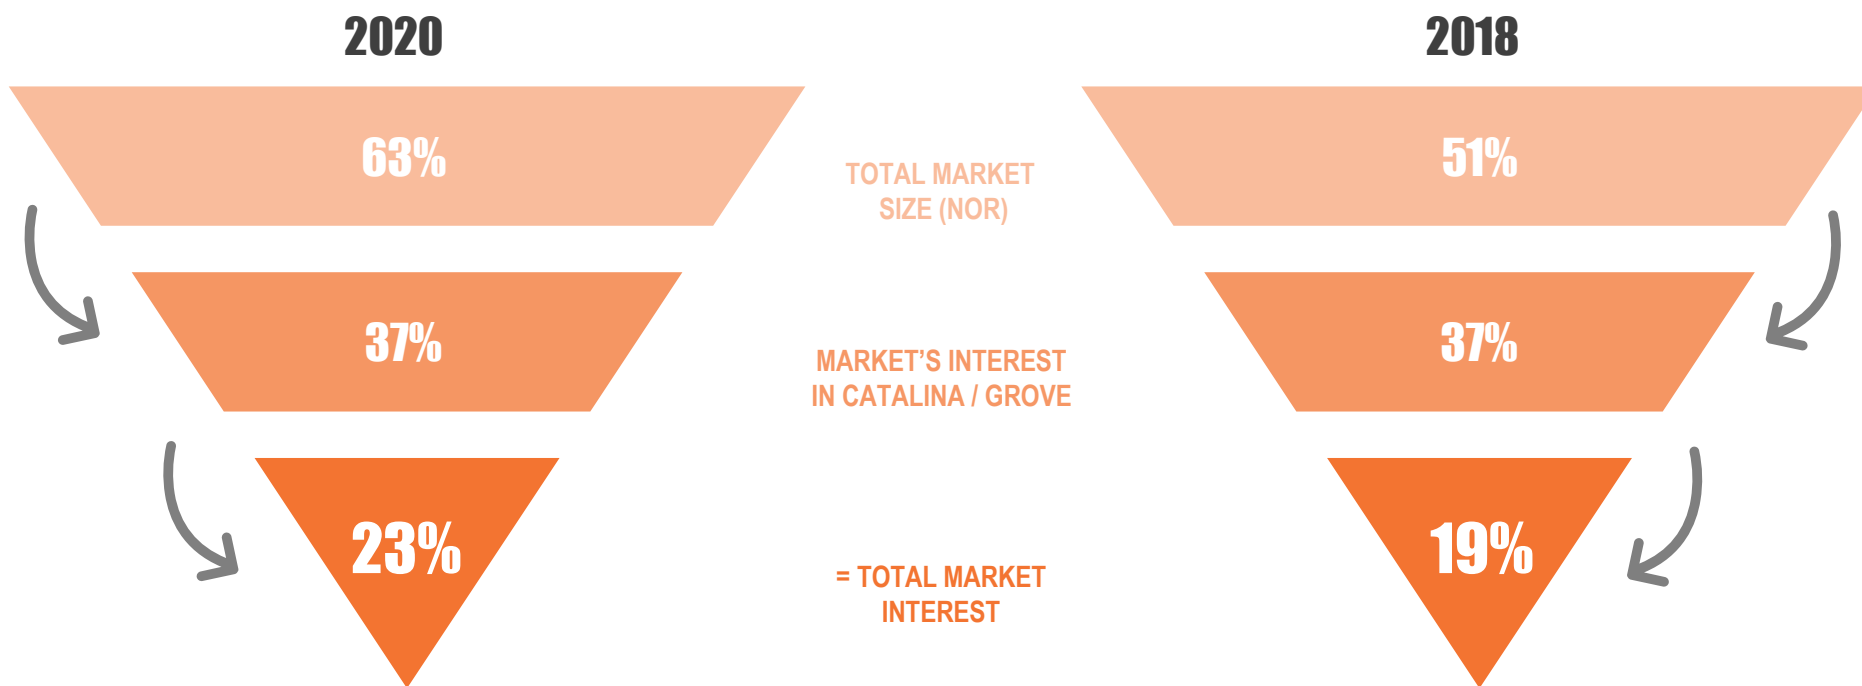 2020
2018
63%
TOTAL MARKET
SIZE (NOR)
51%
37%
MARKET’S INTEREST
IN CATALINA / GROVE
37%
23%
= TOTAL MARKET
INTEREST
19%